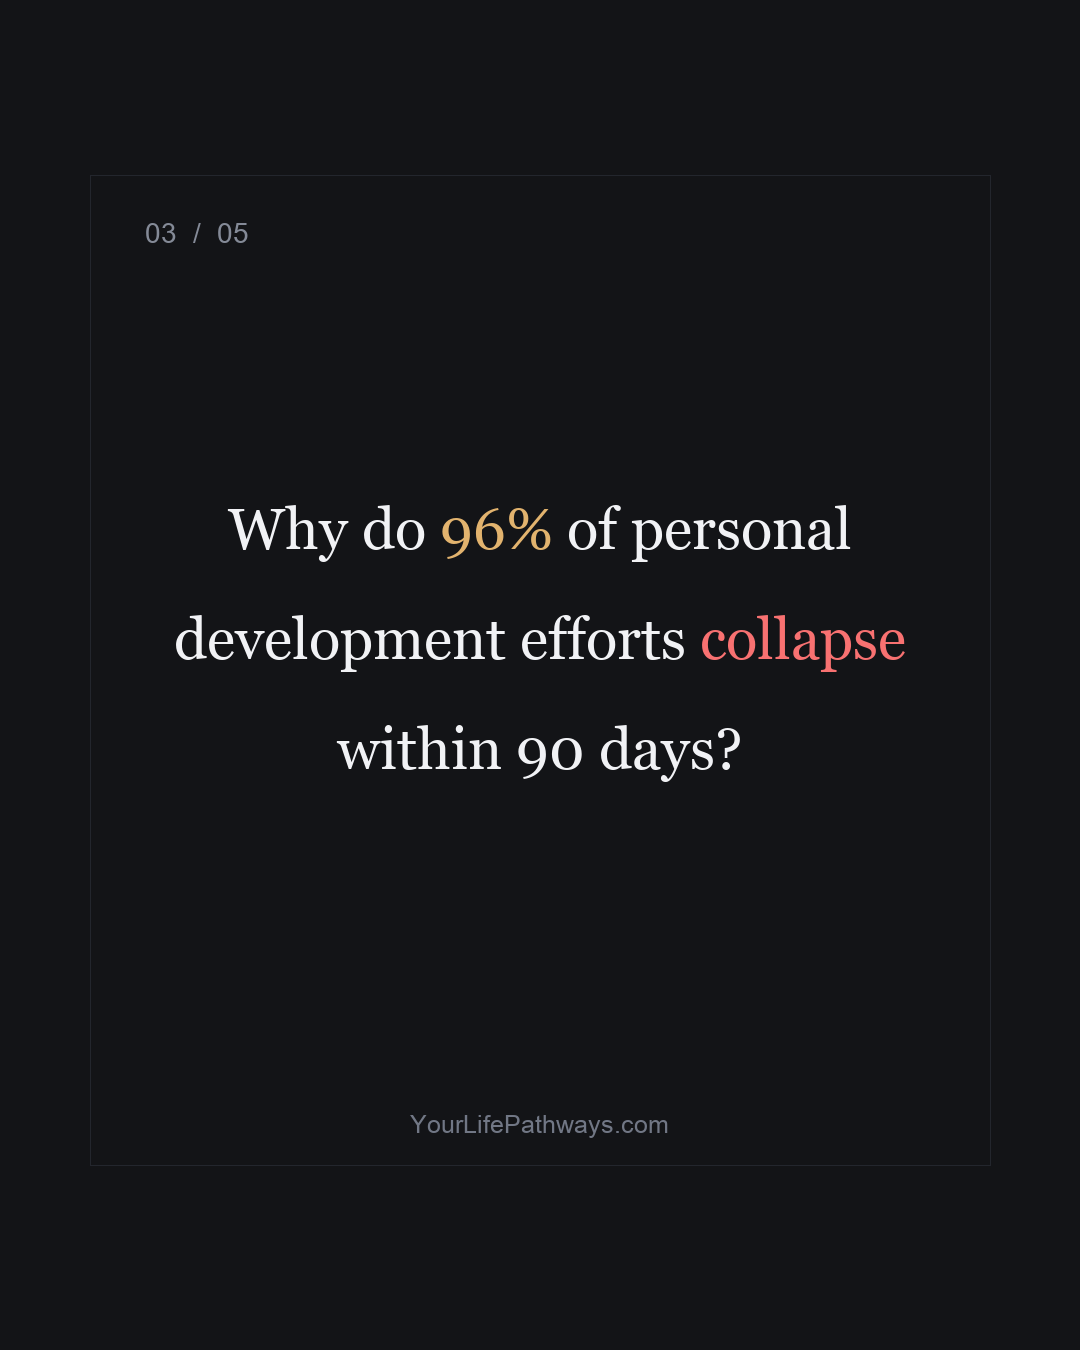 03 / 05
Why do 96% of personal
development efforts collapse
within 90 days?
YourLifePathways.com